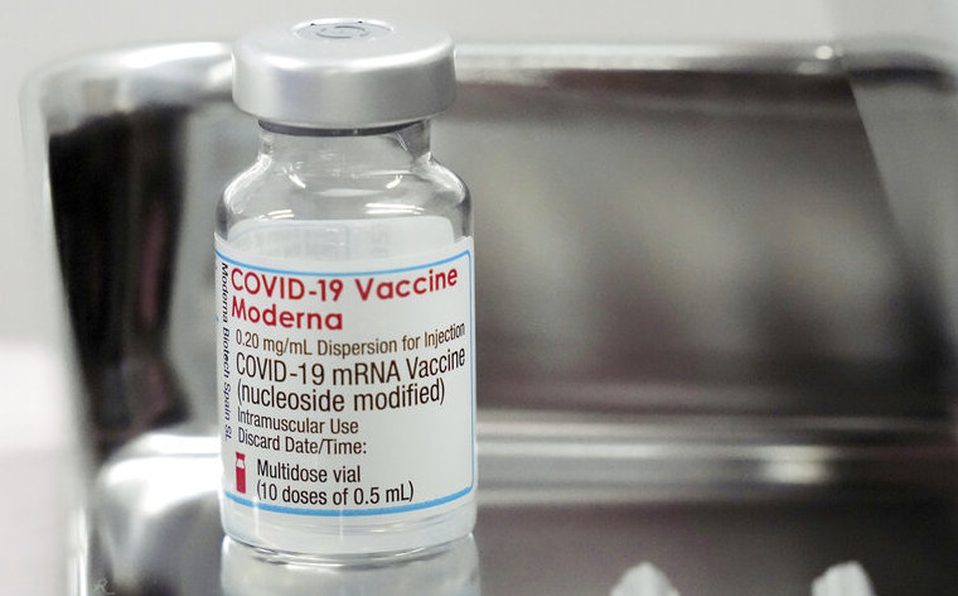 COVID-19 Vaccine
Moderna
0.20 mg/mL Dispersion for Injection
COVID-19 mRNA Vaccine
(nucleoside modified)
Intramuscular Use
Discard Date/Time:
Multidose vial
(10 doses of 0.5 mL)
Moderna Biotech Spain SL